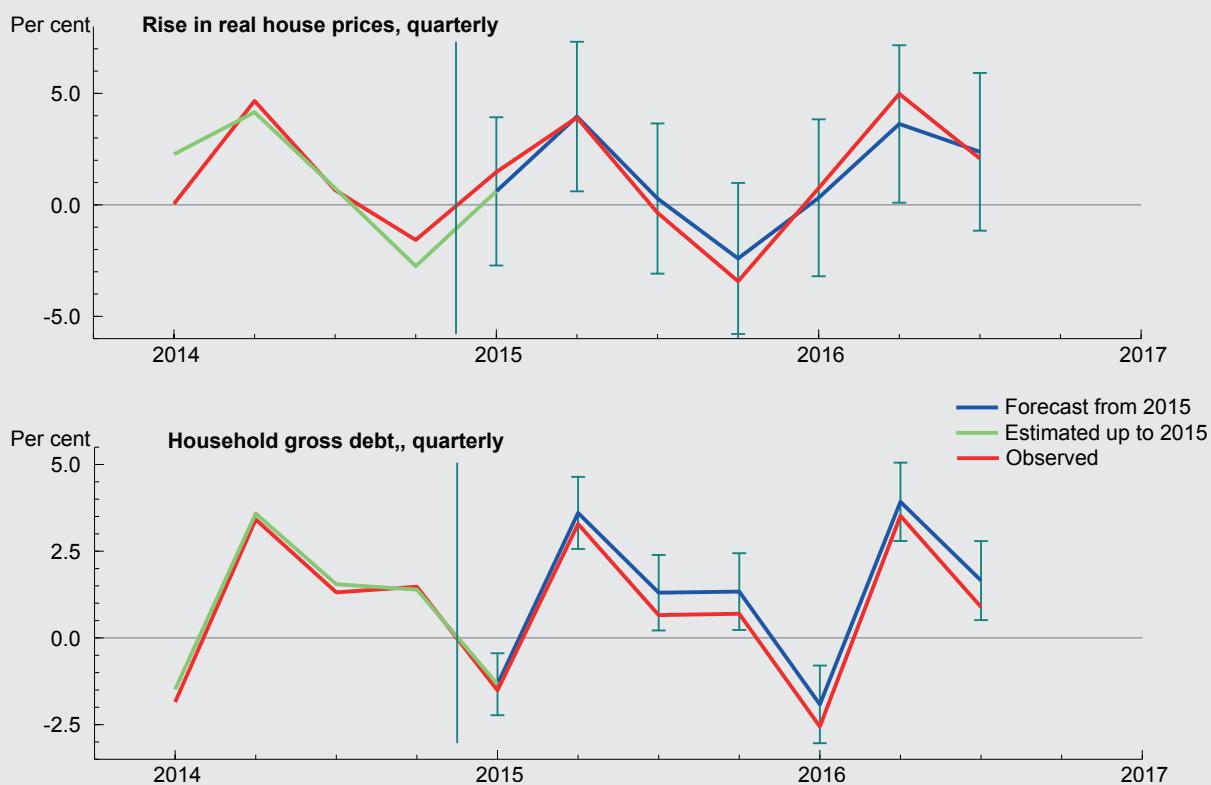 Per cent
Rise in real house prices, quarterly
5.0
0.0
-5.0
2014
2015
2016
2017
Forecast from 2015
Estimated up to 2015
Observed
Per cent
Household gross debt,, quarterly
5.0
2.5
0.0
-2.5
2014
2015
2016
2017